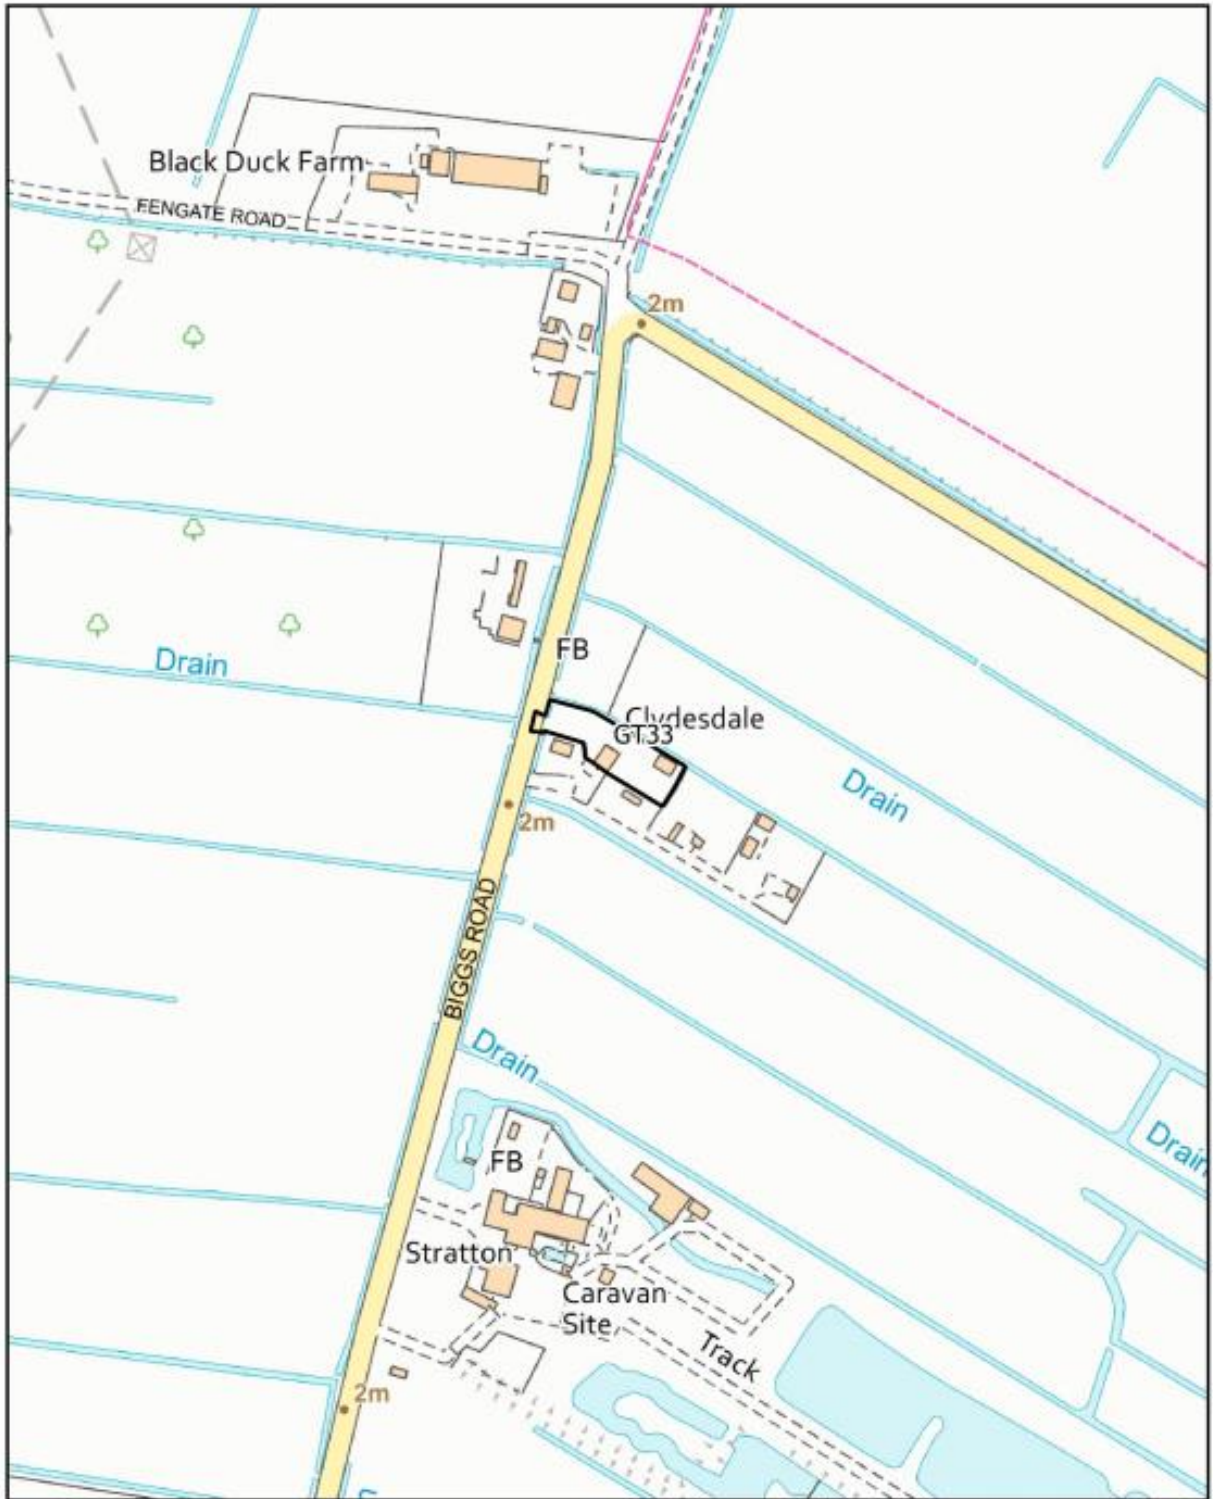 Black Duck Farm
FENGATE ROAD
2m
FB
Drain
Clydesdale
GT33
Drain
2m
BIGGS ROAD
Drain
Drain
FB
Stratton
Caravan
Site
Track
2m